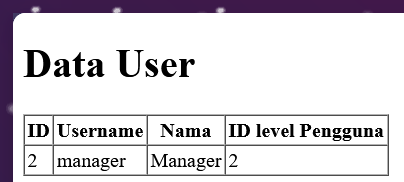 Data User
ID Username Nama ID level Pengguna
2 manager Manager 2